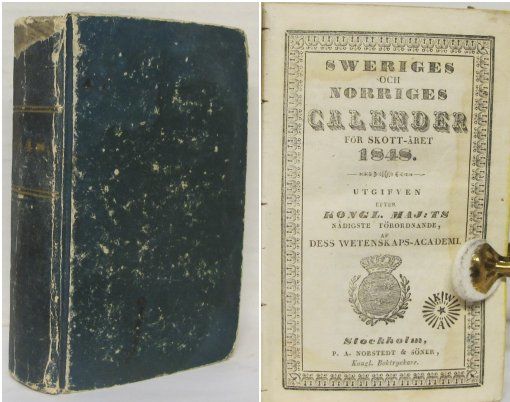 SWERIGES
OCH
NORRIGES
CALENDER
FÖR SKOTT-ÅRET
1848.
UTGIFVEN
EFTER
KONGL. MAJ:TS
NÅDIGSTE FÖRORDNANDE,
AF
DESS WETENSKAPS-ACADEMI.
K W
A
Stockholm,
P. A. NORSTEDT & SÖNER,
Kongl. Boktryckare.